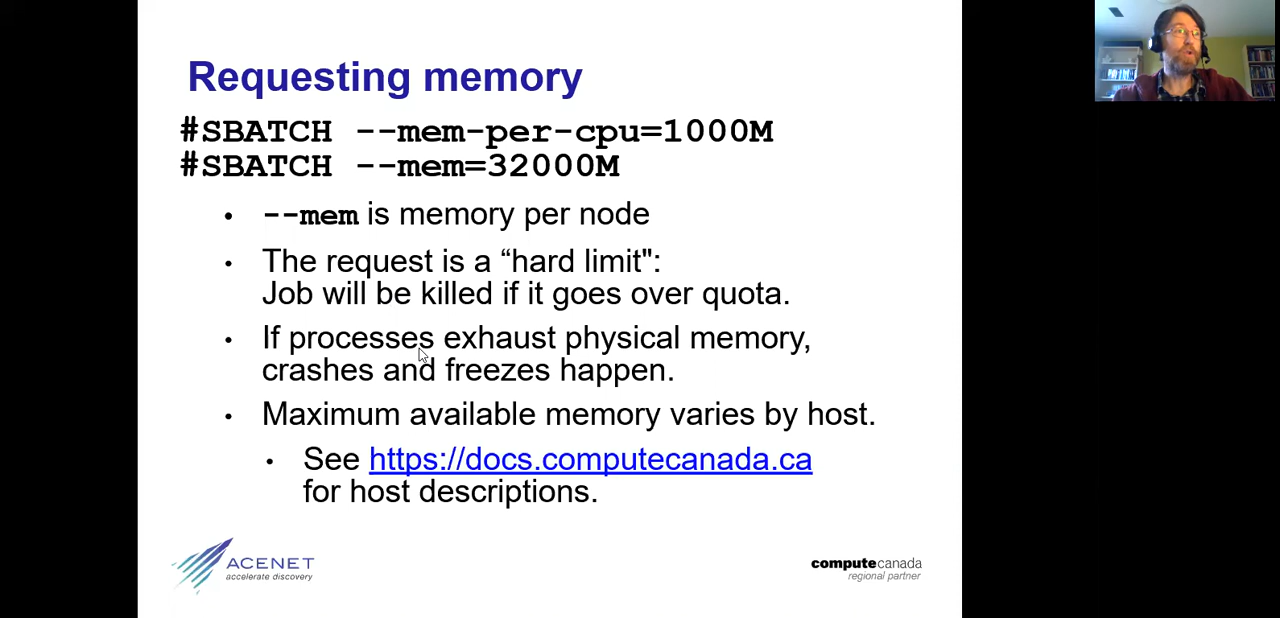 Requesting memory
#SBATCH --mem-per-cpu=1000M
#SBATCH --mem=32000M
• --mem is memory per node
• The request is a “hard limit":
Job will be killed if it goes over quota.
• If processes exhaust physical memory,
crashes and freezes happen.
• Maximum available memory varies by host.
• See https://docs.computecanada.ca
for host descriptions.
ACENET
accelerate discovery
computecanada
regional partner